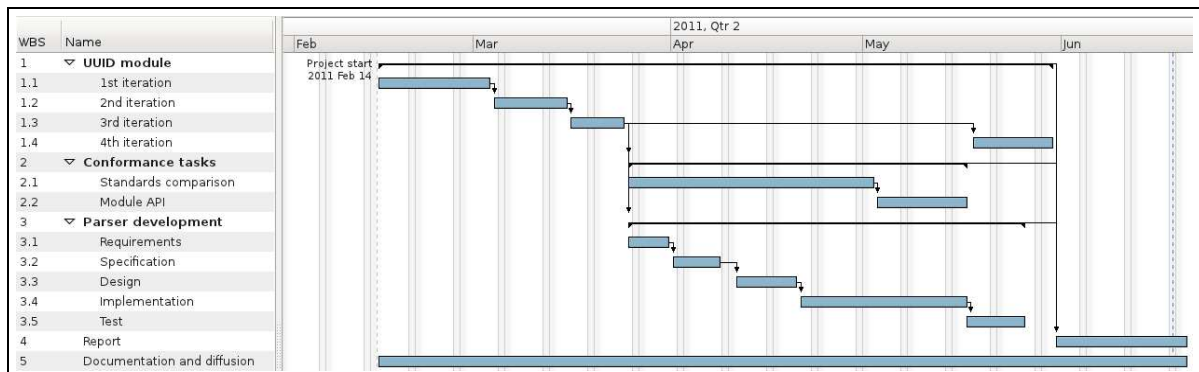 2011, Qtr 2
WBS Name Feb Mar Apr May Jun
1 UUID module
Project start
2011 Feb 14
1.1 1st iteration
1.2 2nd iteration
1.3 3rd iteration
1.4 4th iteration
2 Conformance tasks
2.1 Standards comparison
2.2 Module API
3 Parser development
3.1 Requirements
3.2 Specification
3.3 Design
3.4 Implementation
3.5 Test
4 Report
5 Documentation and diffusion